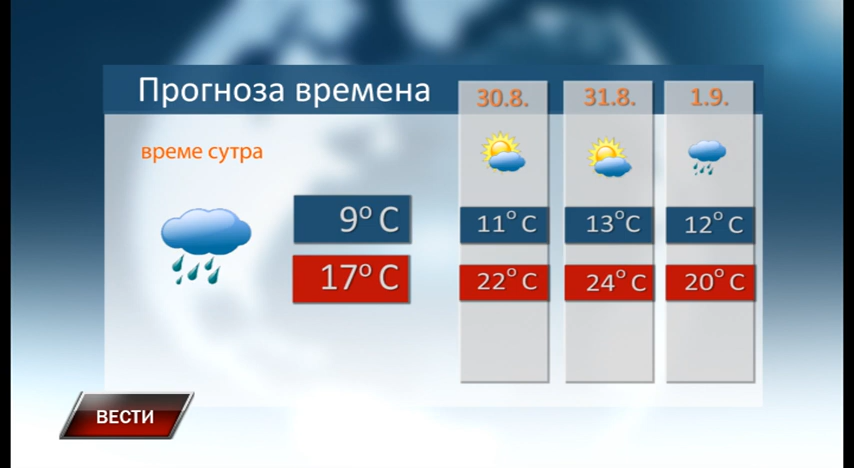 Прогноза времена
време сутра
9° C
17° C
30.8.
11° C
22° C
31.8.
13°C
24° C
1.9.
12° C
20° C
ВЕСТИ